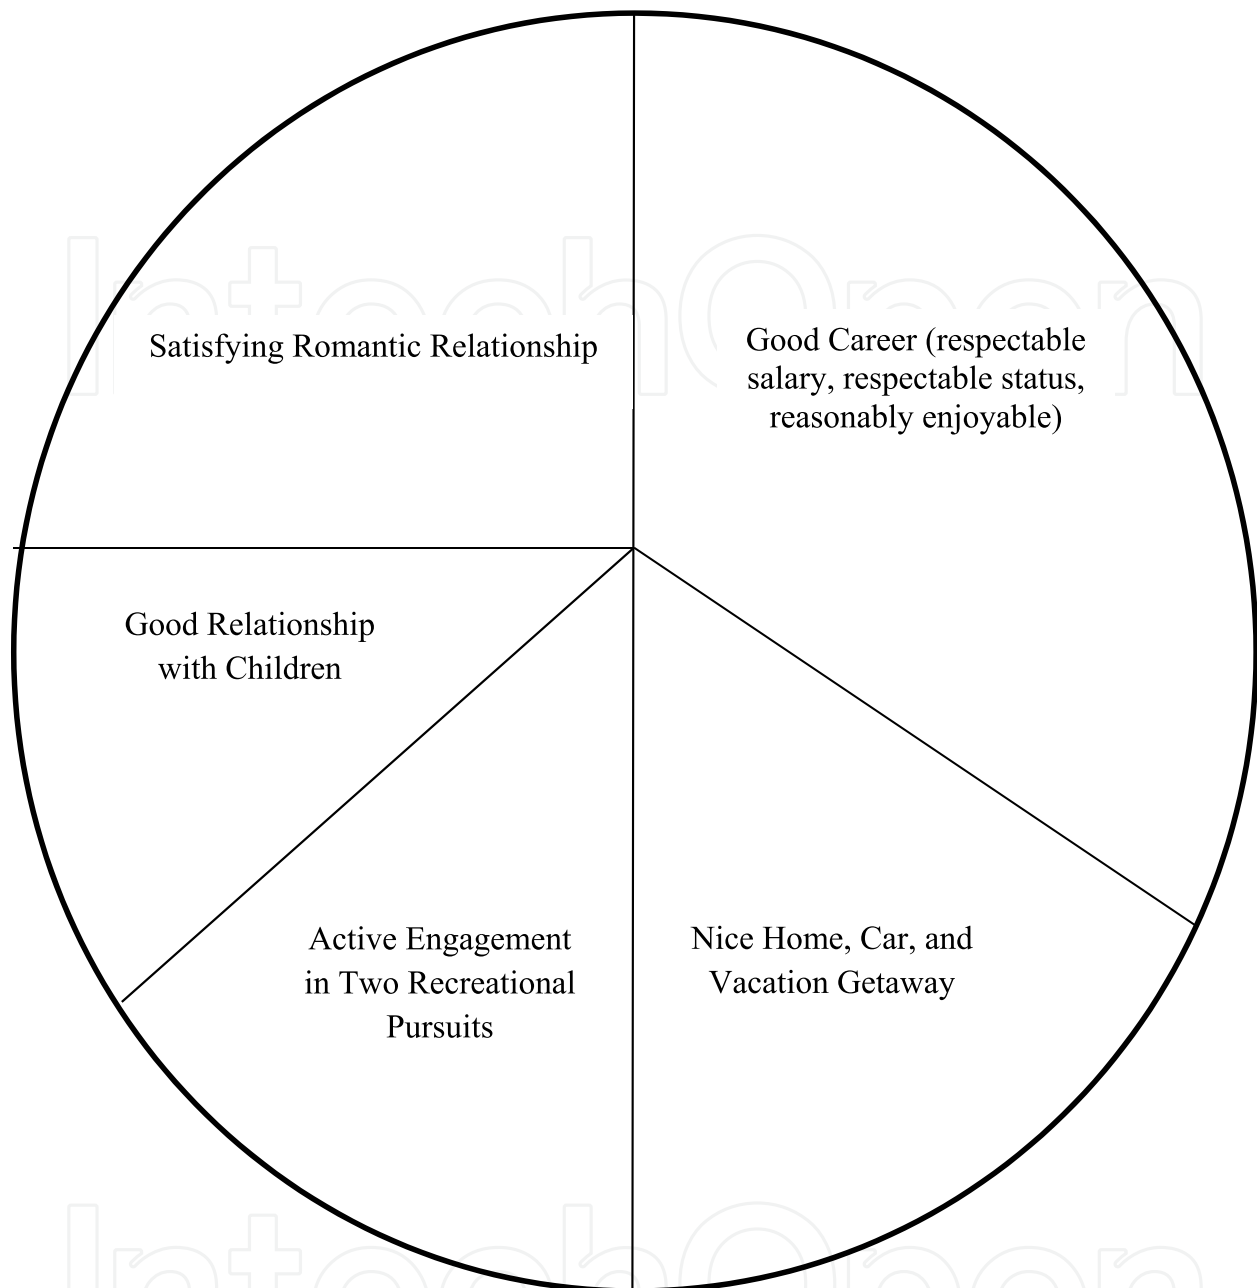 IntechOpen
Satisfying Romantic Relationship
Good Career (respectable
salary, respectable status,
reasonably enjoyable)
Good Relationship
with Children
Active Engagement
in Two Recreational
Pursuits
Nice Home, Car, and
Vacation Getaway
IntechOpen